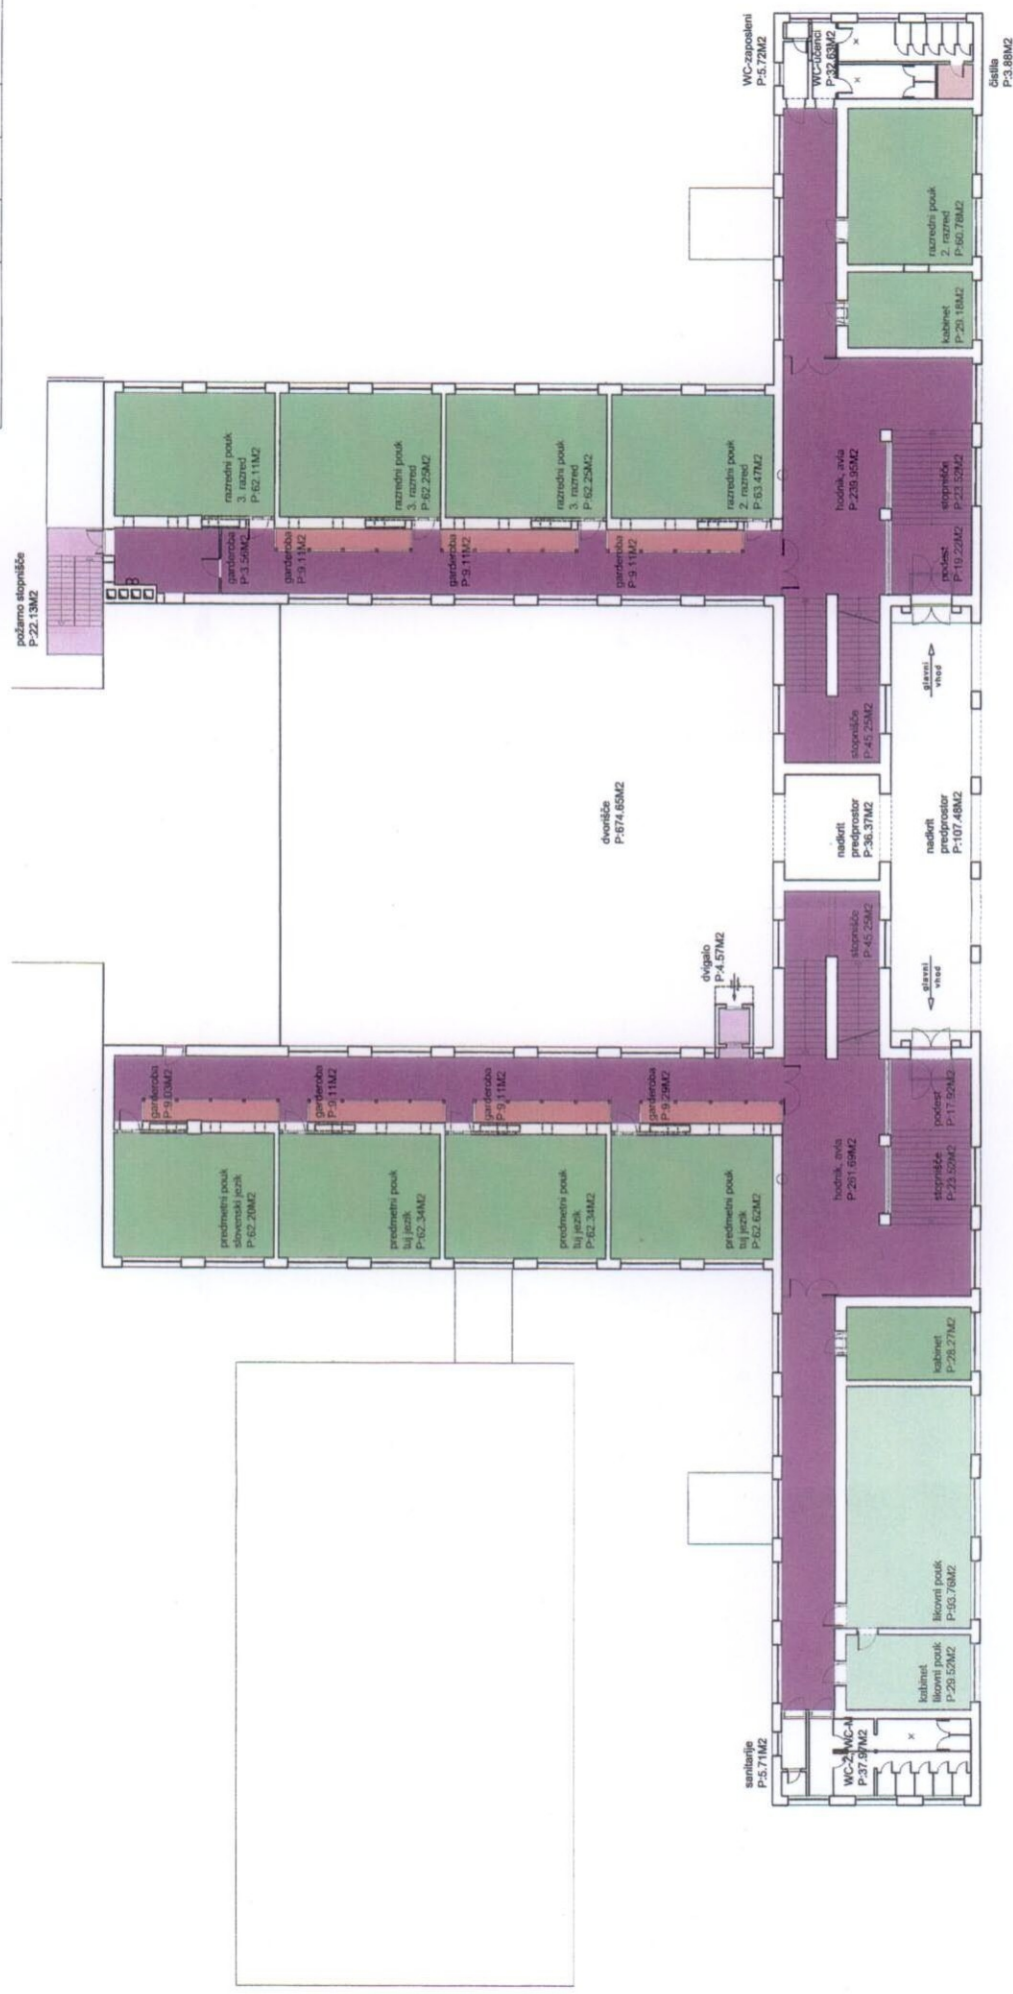 WC-zaposleni
P:5.72M2
WC-učenci
P:32.63M2
čistila
P:3.88M2
razredni pouk
2. razred
P:60.78M2
kabinet
P:29.18M2
požarno stopnišče
P:22.13M2
razredni pouk
3. razred
P:62.11M2
razredni pouk
3. razred
P:62.25M2
razredni pouk
3. razred
P:62.25M2
razredni pouk
2. razred
P:63.47M2
garderoba
P:3.56M2
garderoba
P:9.11M2
garderoba
P:9.11M2
garderoba
P:9.11M2
hodnik, avla
P:239.95M2
stopnišče
P:23.52M2
podest
P:19.22M2
glavni
vhod
stopnišče
P:45.25M2
dvorišče
P:674.65M2
nadkrit
predprostor
P:36.37M2
nadkrit
predprostor
P:107.48M2
stopnišče
P:45.25M2
glavni
vhod
dvigalo
P:4.57M2
garderoba
P:9.03M2
garderoba
P:9.11M2
garderoba
P:9.11M2
garderoba
P:9.29M2
podest
P:17.92M2
hodnik, avla
P:261.69M2
stopnišče
P:23.52M2
predmetni pouk
slovenski jezik
P:62.20M2
predmetni pouk
tuj jezik
P:62.34M2
predmetni pouk
tuj jezik
P:62.34M2
predmetni pouk
tuj jezik
P:62.62M2
kabinet
P:28.27M2
likovni pouk
P:93.76M2
kabinet
likovni pouk
P:29.52M2
sanitarije
P:5.71M2
WC-Ž, WC-M
P:37.97M2